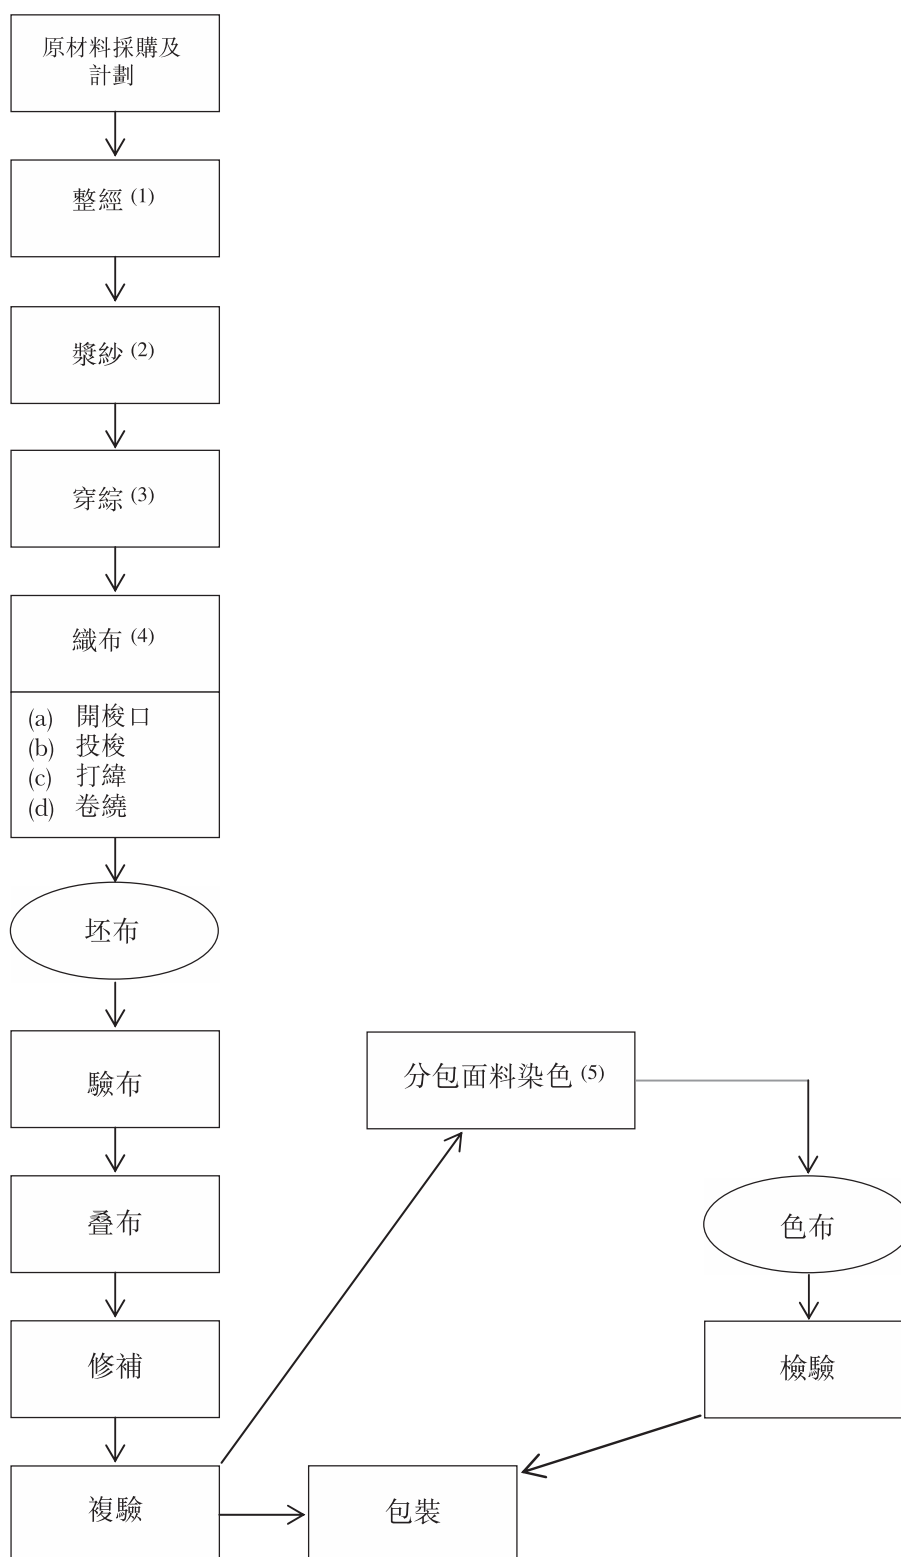 原材料採購及
計劃
整經 (1)
漿紗 (2)
穿綜 (3)
織布 (4)
(a) 開梭口
(b) 投梭
(c) 打緯
(d) 卷繞
坯布
驗布
分包面料染色 (5)
叠布
色布
修補
檢驗
複驗
包裝